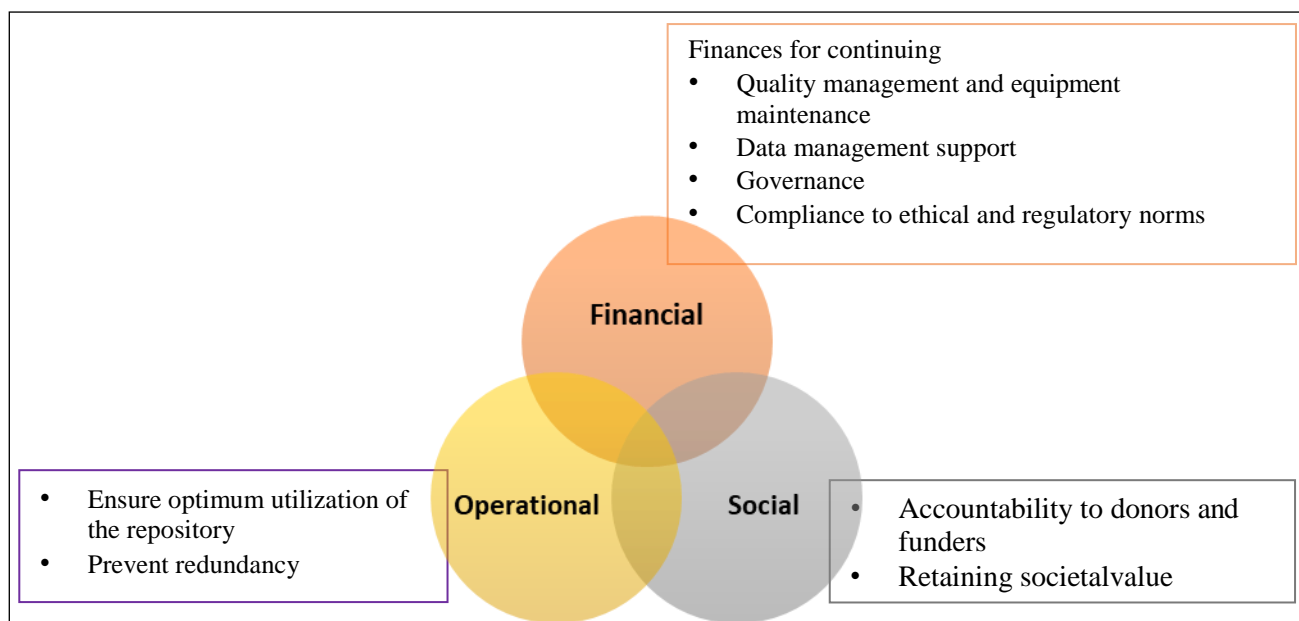 Finances for continuing
• Quality management and equipment
maintenance
• Data management support
• Governance
• Compliance to ethical and regulatory norms
Financial
Operational
Social
• Ensure optimum utilization of
the repository
• Prevent redundancy
• Accountability to donors and
funders
• Retaining societalvalue